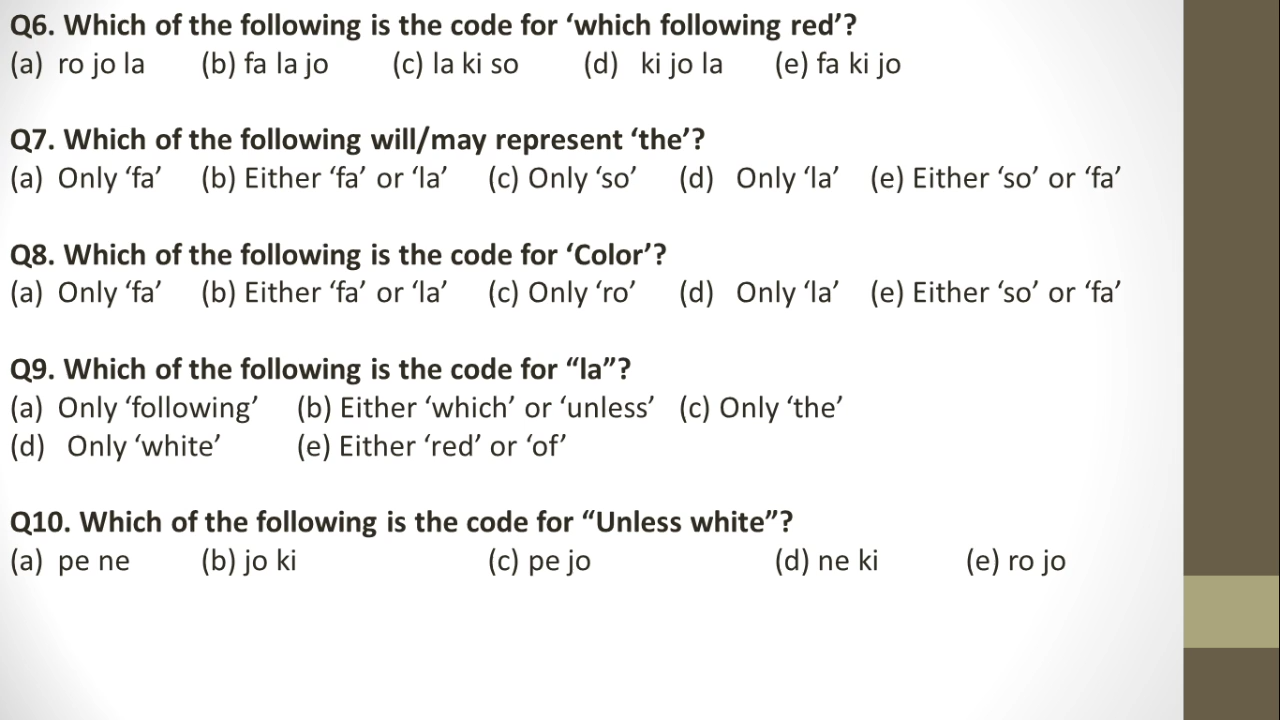 Q6. Which of the following is the code for ‘which following red’?
(a) ro jo la (b) fa la jo (c) la ki so (d) ki jo la (e) fa ki jo
Q7. Which of the following will/may represent ‘the’?
(a) Only ‘fa’ (b) Either ‘fa’ or ‘la’ (c) Only ‘so’ (d) Only ‘la’ (e) Either ‘so’ or ‘fa’
Q8. Which of the following is the code for ‘Color’?
(a) Only ‘fa’ (b) Either ‘fa’ or ‘la’ (c) Only ‘ro’ (d) Only ‘la’ (e) Either ‘so’ or ‘fa’
Q9. Which of the following is the code for “la”?
(a) Only ‘following’ (b) Either ‘which’ or ‘unless’ (c) Only ‘the’
(d) Only ‘white’ (e) Either ‘red’ or ‘of’
Q10. Which of the following is the code for “Unless white”?
(a) pe ne (b) jo ki (c) pe jo (d) ne ki (e) ro jo